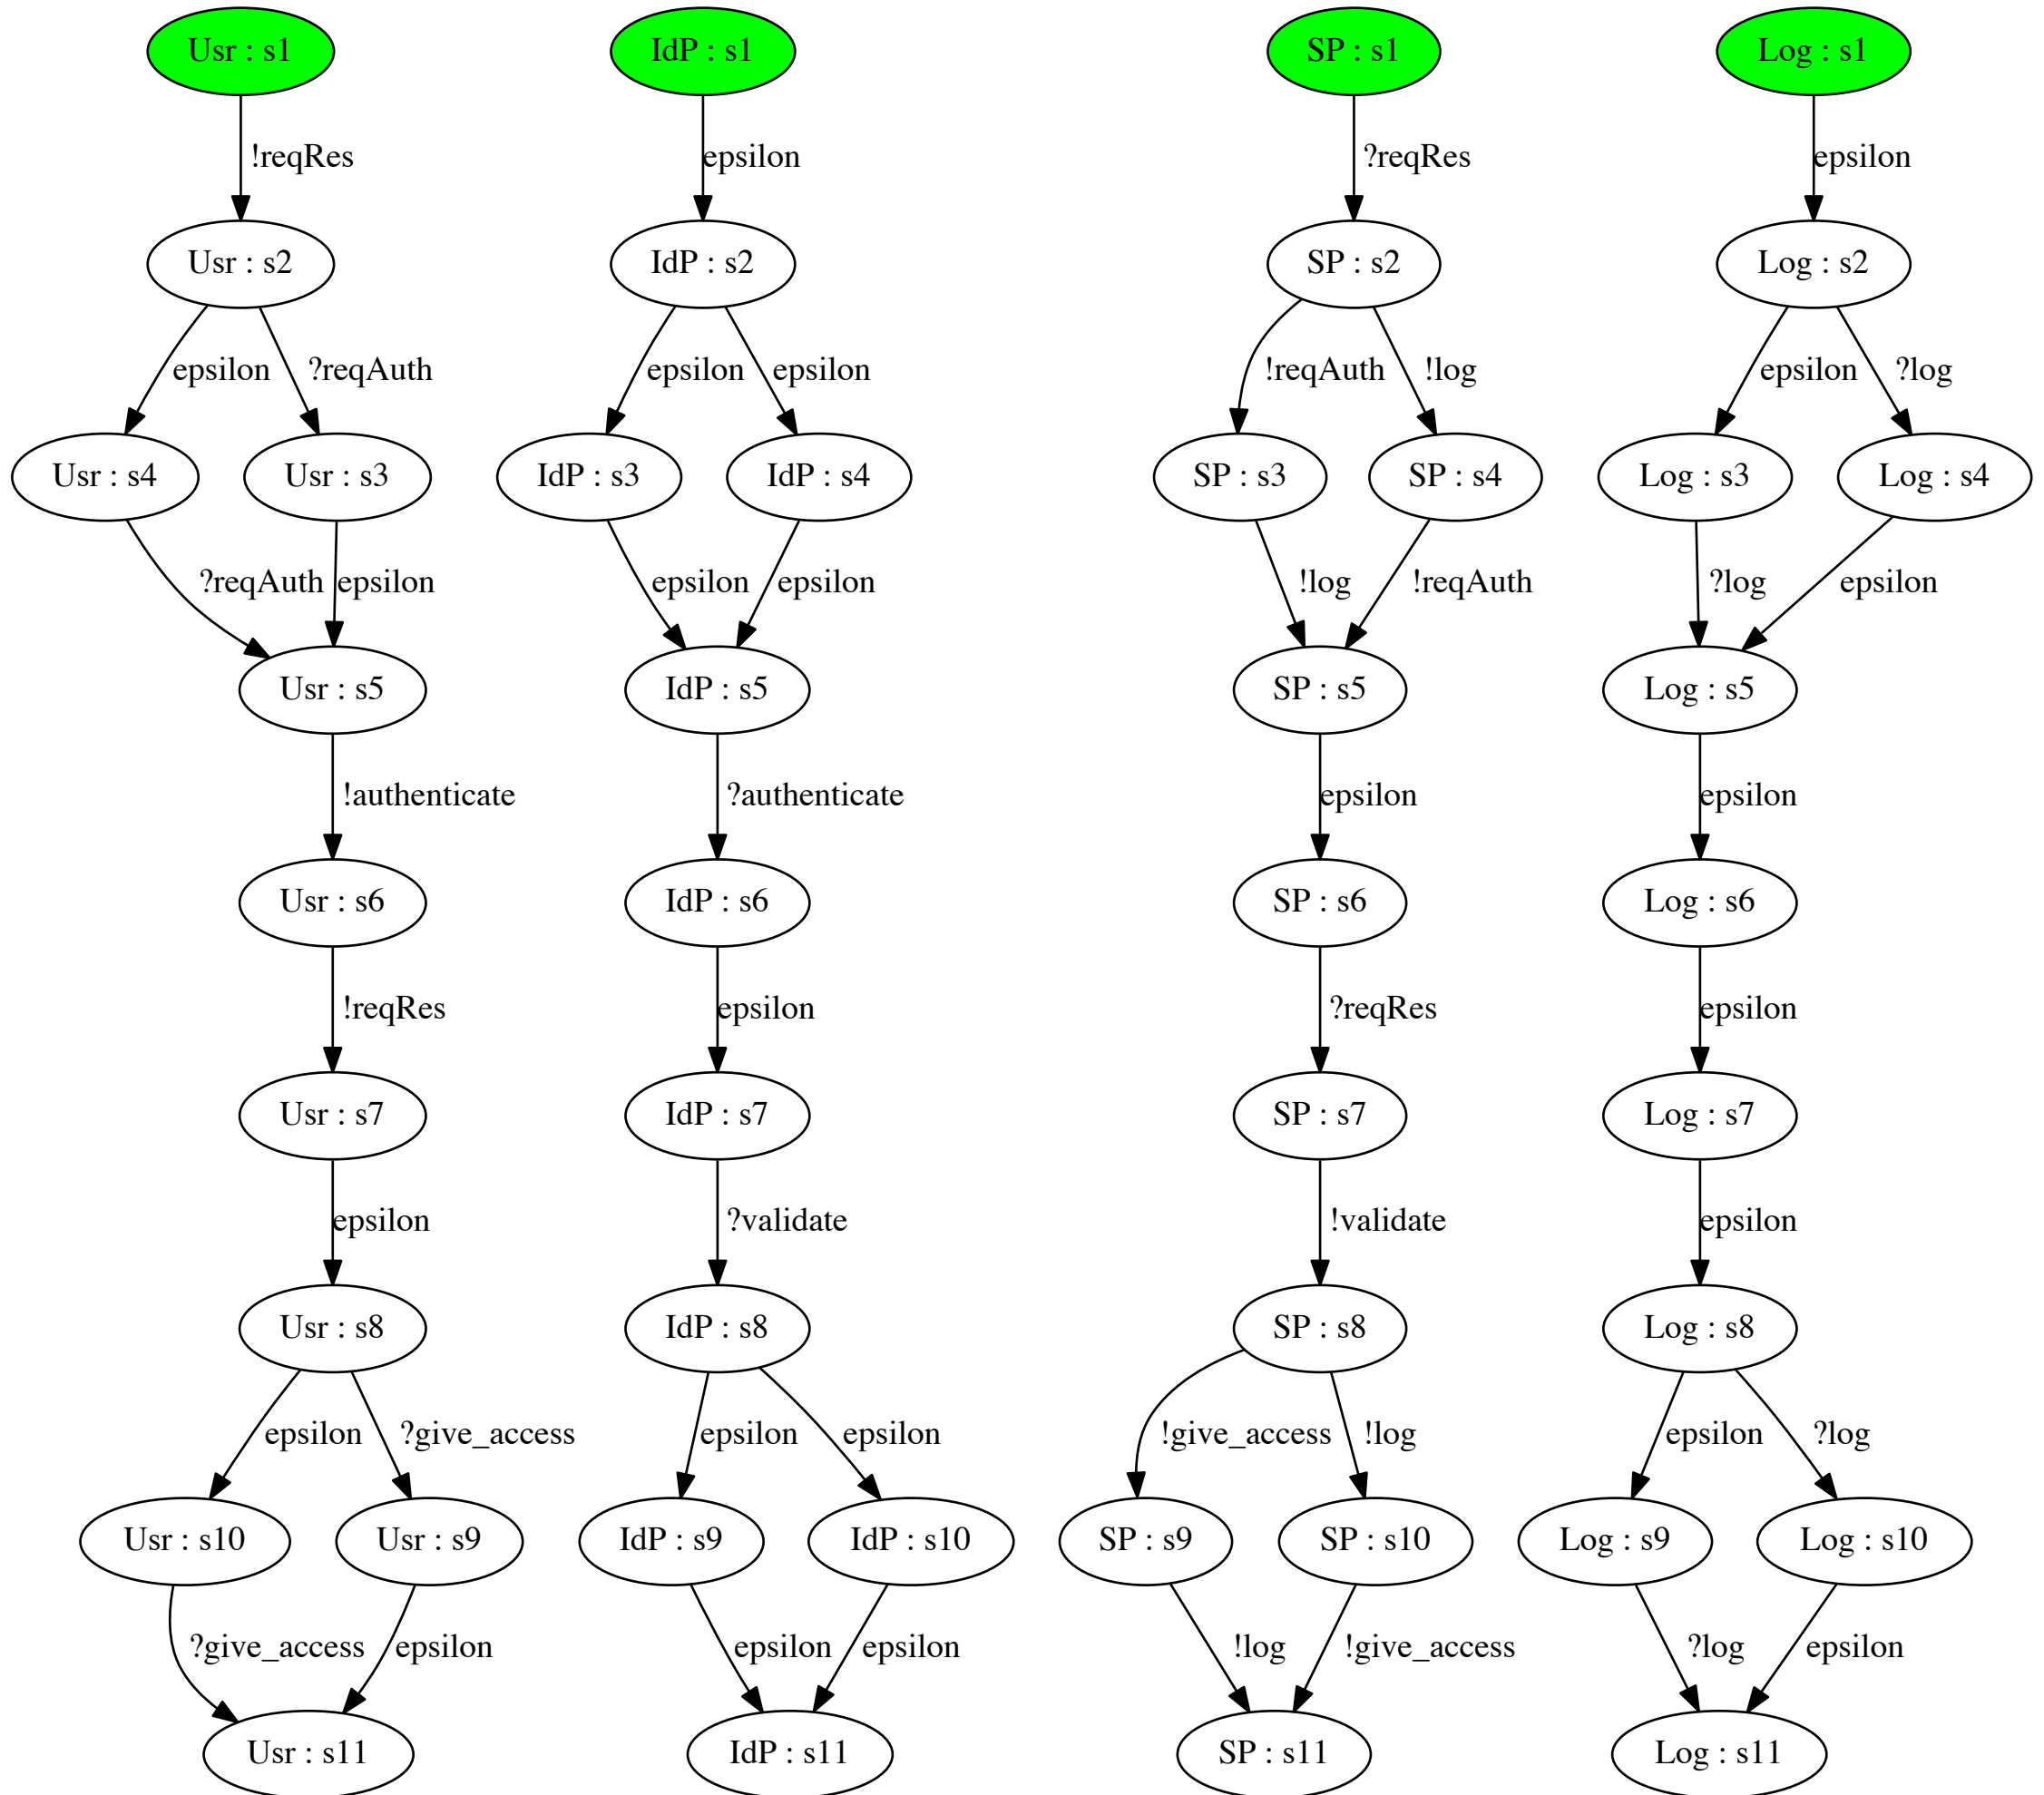 Usr : s1 IdP : s1 SP : s1 Log : s1
!reqRes epsilon ?reqRes epsilon
Usr : s2 IdP : s2 SP : s2 Log : s2
epsilon ?reqAuth epsilon epsilon !reqAuth !log epsilon ?log
Usr : s4 Usr : s3 IdP : s3 IdP : s4 SP : s3 SP : s4 Log : s3 Log : s4
?reqAuth epsilon epsilon epsilon !log !reqAuth ?log epsilon
Usr : s5 IdP : s5 SP : s5 Log : s5
!authenticate ?authenticate epsilon epsilon
Usr : s6 IdP : s6 SP : s6 Log : s6
!reqRes epsilon ?reqRes epsilon
Usr : s7 IdP : s7 SP : s7 Log : s7
epsilon ?validate !validate epsilon
Usr : s8 IdP : s8 SP : s8 Log : s8
epsilon ?give_access epsilon epsilon !give_access !log epsilon ?log
Usr : s10 Usr : s9 IdP : s9 IdP : s10 SP : s9 SP : s10 Log : s9 Log : s10
?give_access epsilon epsilon epsilon !log !give_access ?log epsilon
Usr : s11 IdP : s11 SP : s11 Log : s11